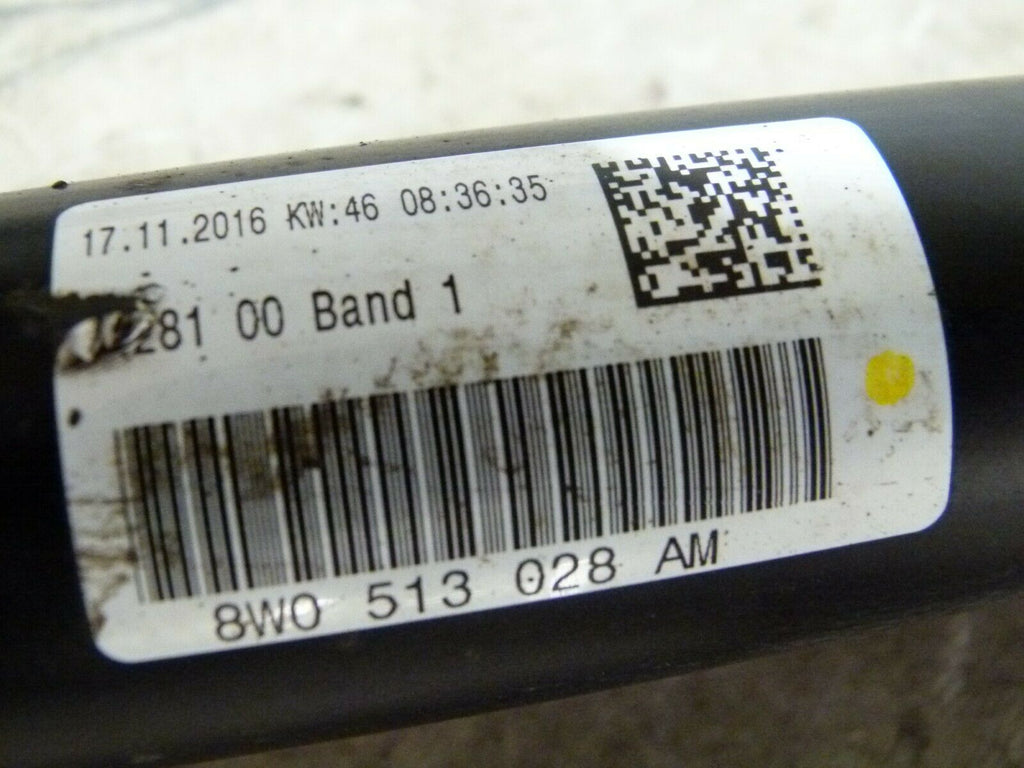 17.11.2016 KW:46 08:36:35
281 00 Band 1
8W0 513 028 AM